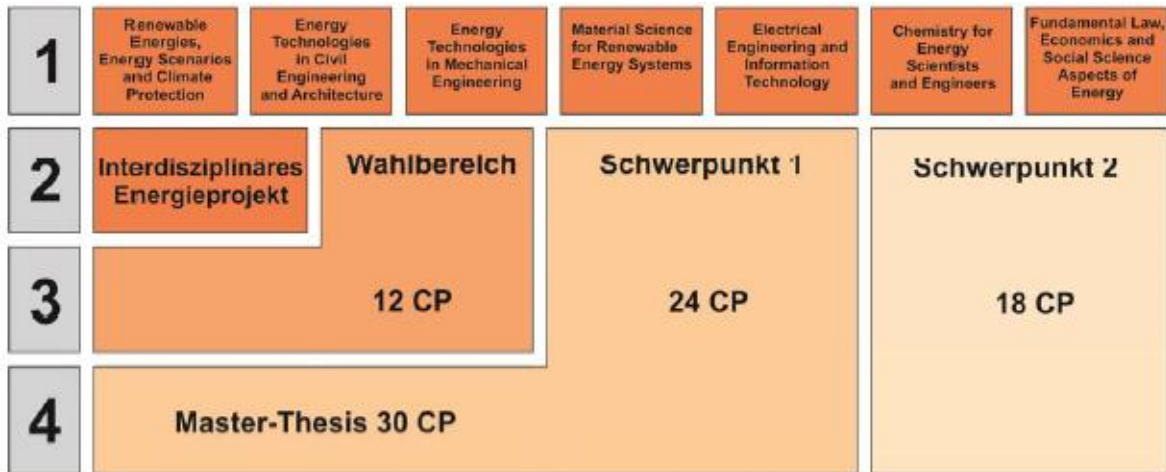 1
Renewable
Energies,
Energy Scenarios
and Climate
Protection
Energy
Technologies
in Civil
Engineering
and Architecture
Energy
Technologies
in Mechanical
Engineering
Material Science
for Renewable
Energy Systems
Electrical
Engineering and
Information
Technology
Chemistry for
Energy
Scientists
and Engineers
Fundamental Law,
Economics and
Social Science
Aspects of
Energy
2
Interdisziplinäres
Energieprojekt
Wahlbereich
Schwerpunkt 1
Schwerpunkt 2
3
12 CP
24 CP
18 CP
4
Master-Thesis 30 CP